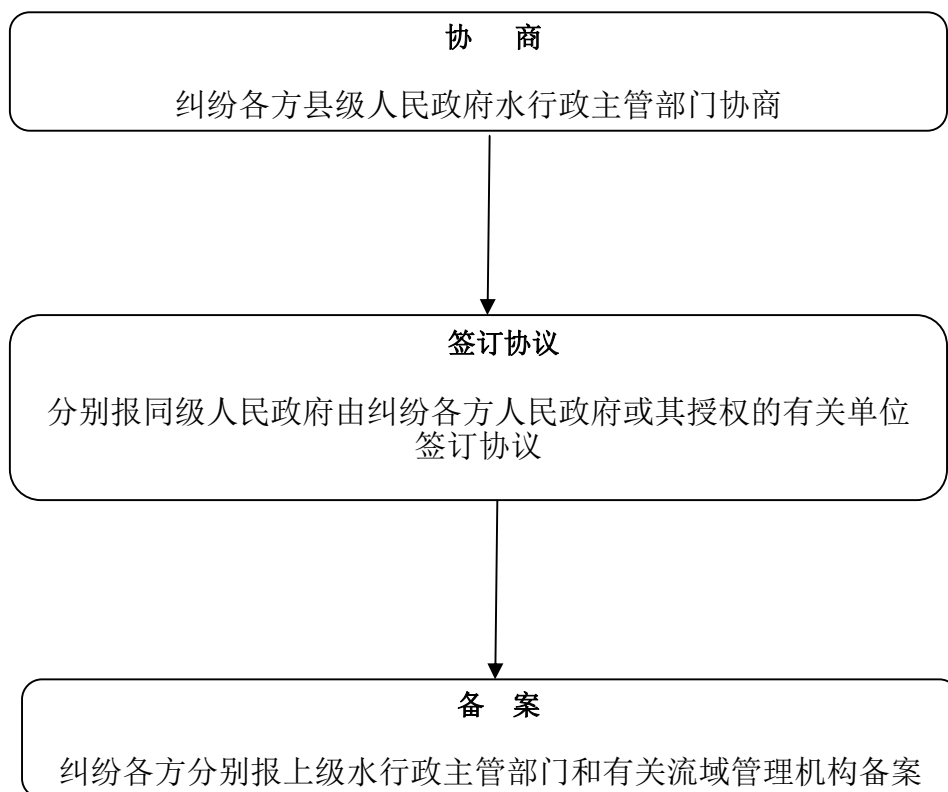 协 商
纠纷各方县级人民政府水行政主管部门协商
签订协议
分别报同级人民政府由纠纷各方人民政府或其授权的有关单位
签订协议
备 案
纠纷各方分别报上级水行政主管部门和有关流域管理机构备案